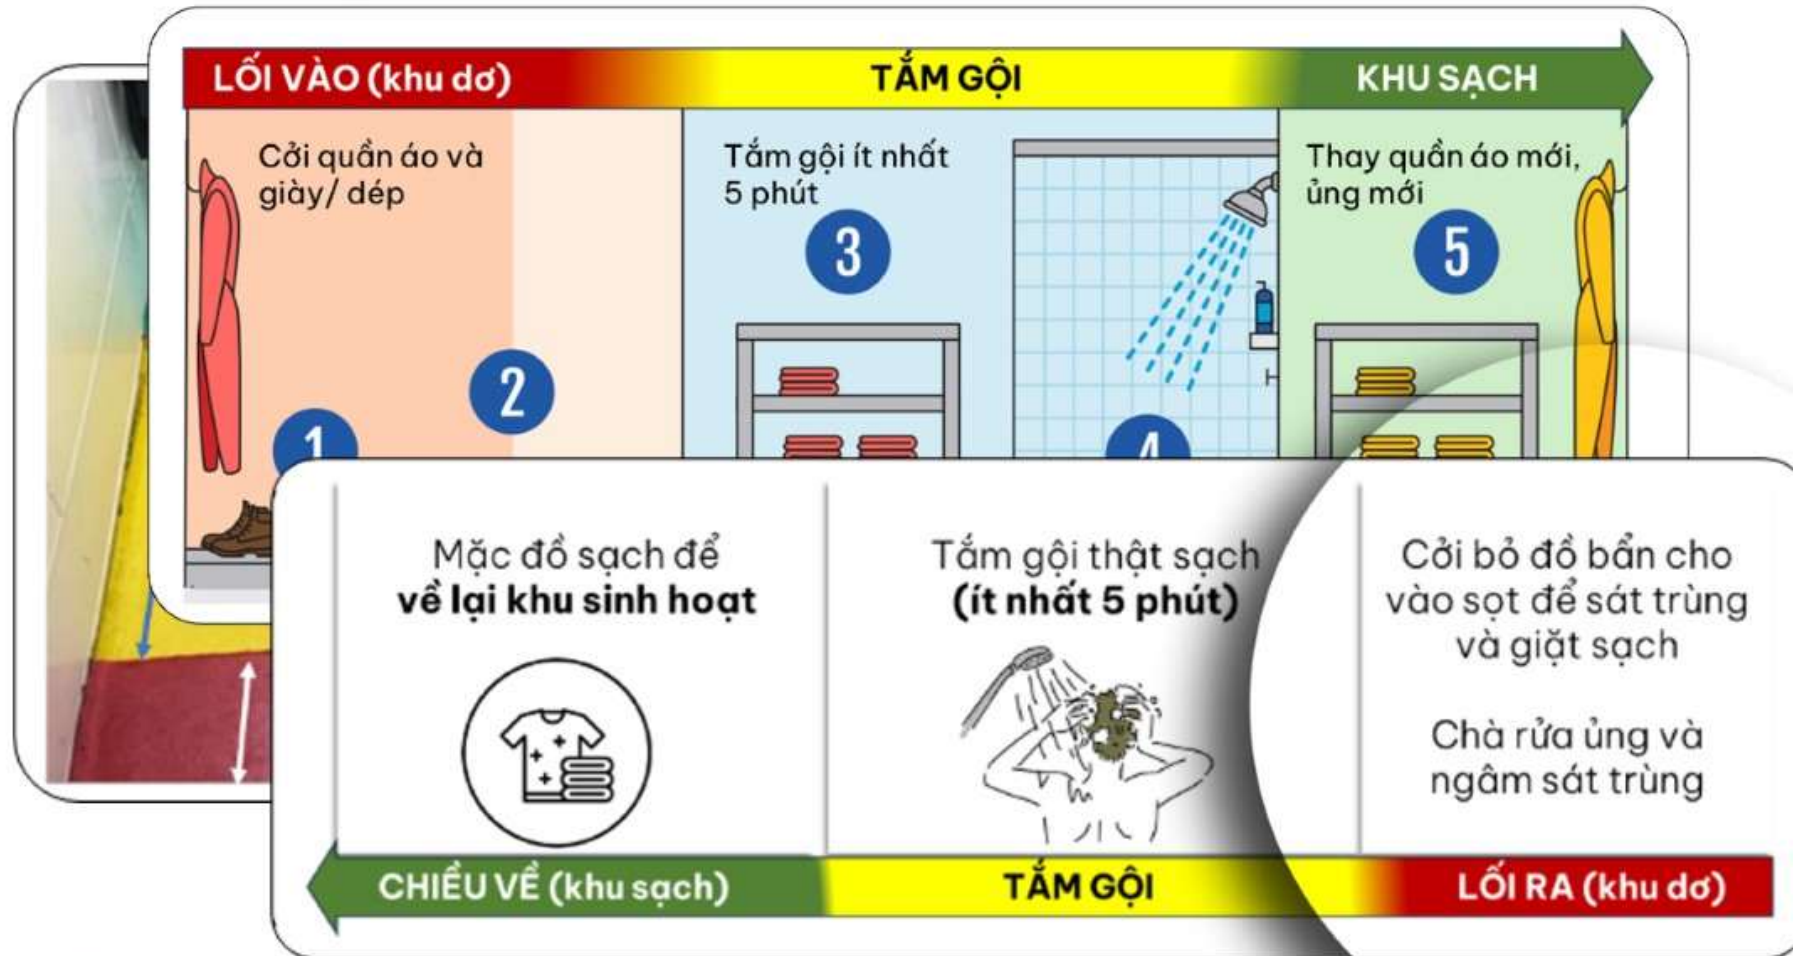 LỐI VÀO (khu dơ)
TẮM GỘI
KHU SẠCH
Cởi quần áo và
giày/ dép
Tắm gội ít nhất
5 phút
Thay quần áo mới,
ủng mới
1
2
3
4
5
Mặc đồ sạch để
về lại khu sinh hoạt
Tắm gội thật sạch
(ít nhất 5 phút)
Cởi bỏ đồ bẩn cho
vào sọt để sát trùng
và giặt sạch
Chà rửa ủng và
ngâm sát trùng
CHIỀU VỀ (khu sạch)
TẮM GỘI
LỐI RA (khu dơ)